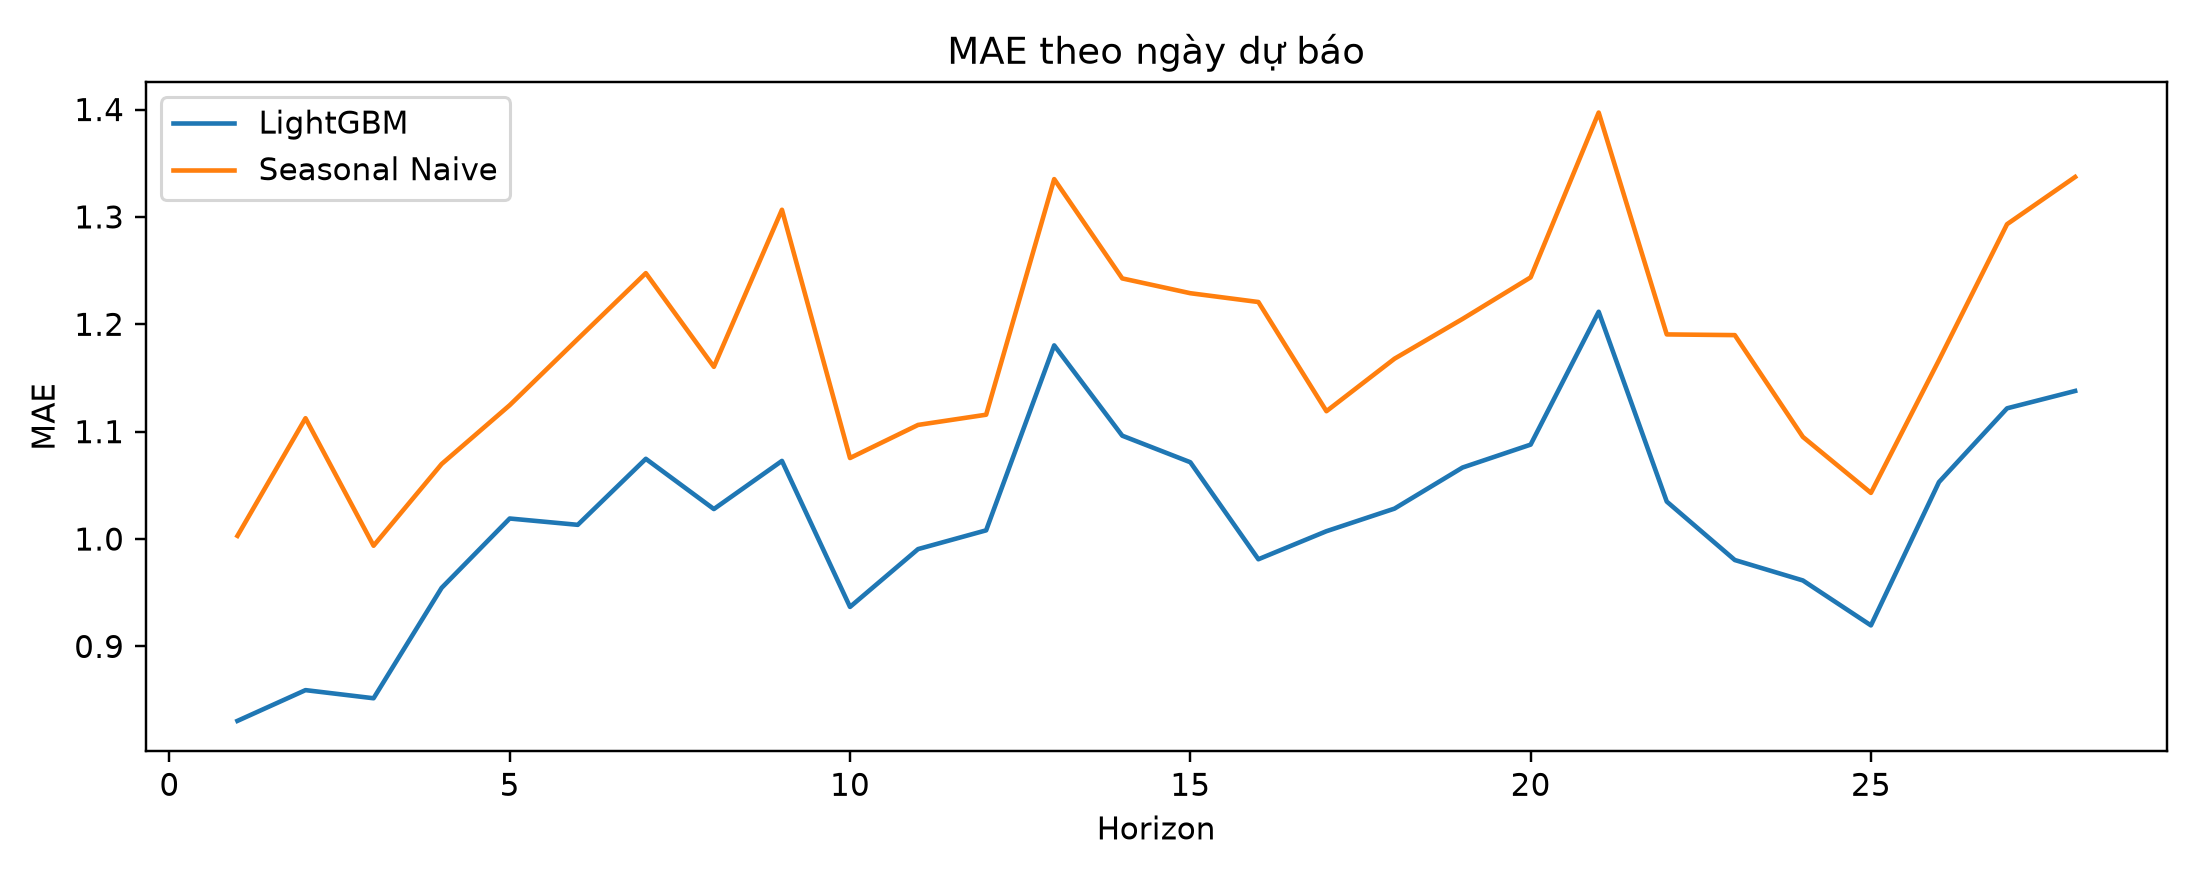 MAE theo ngày dự báo
LightGBM
Seasonal Naive
MAE
1.4
1.3
1.2
1.1
1.0
0.9
0 5 10 15 20 25
Horizon